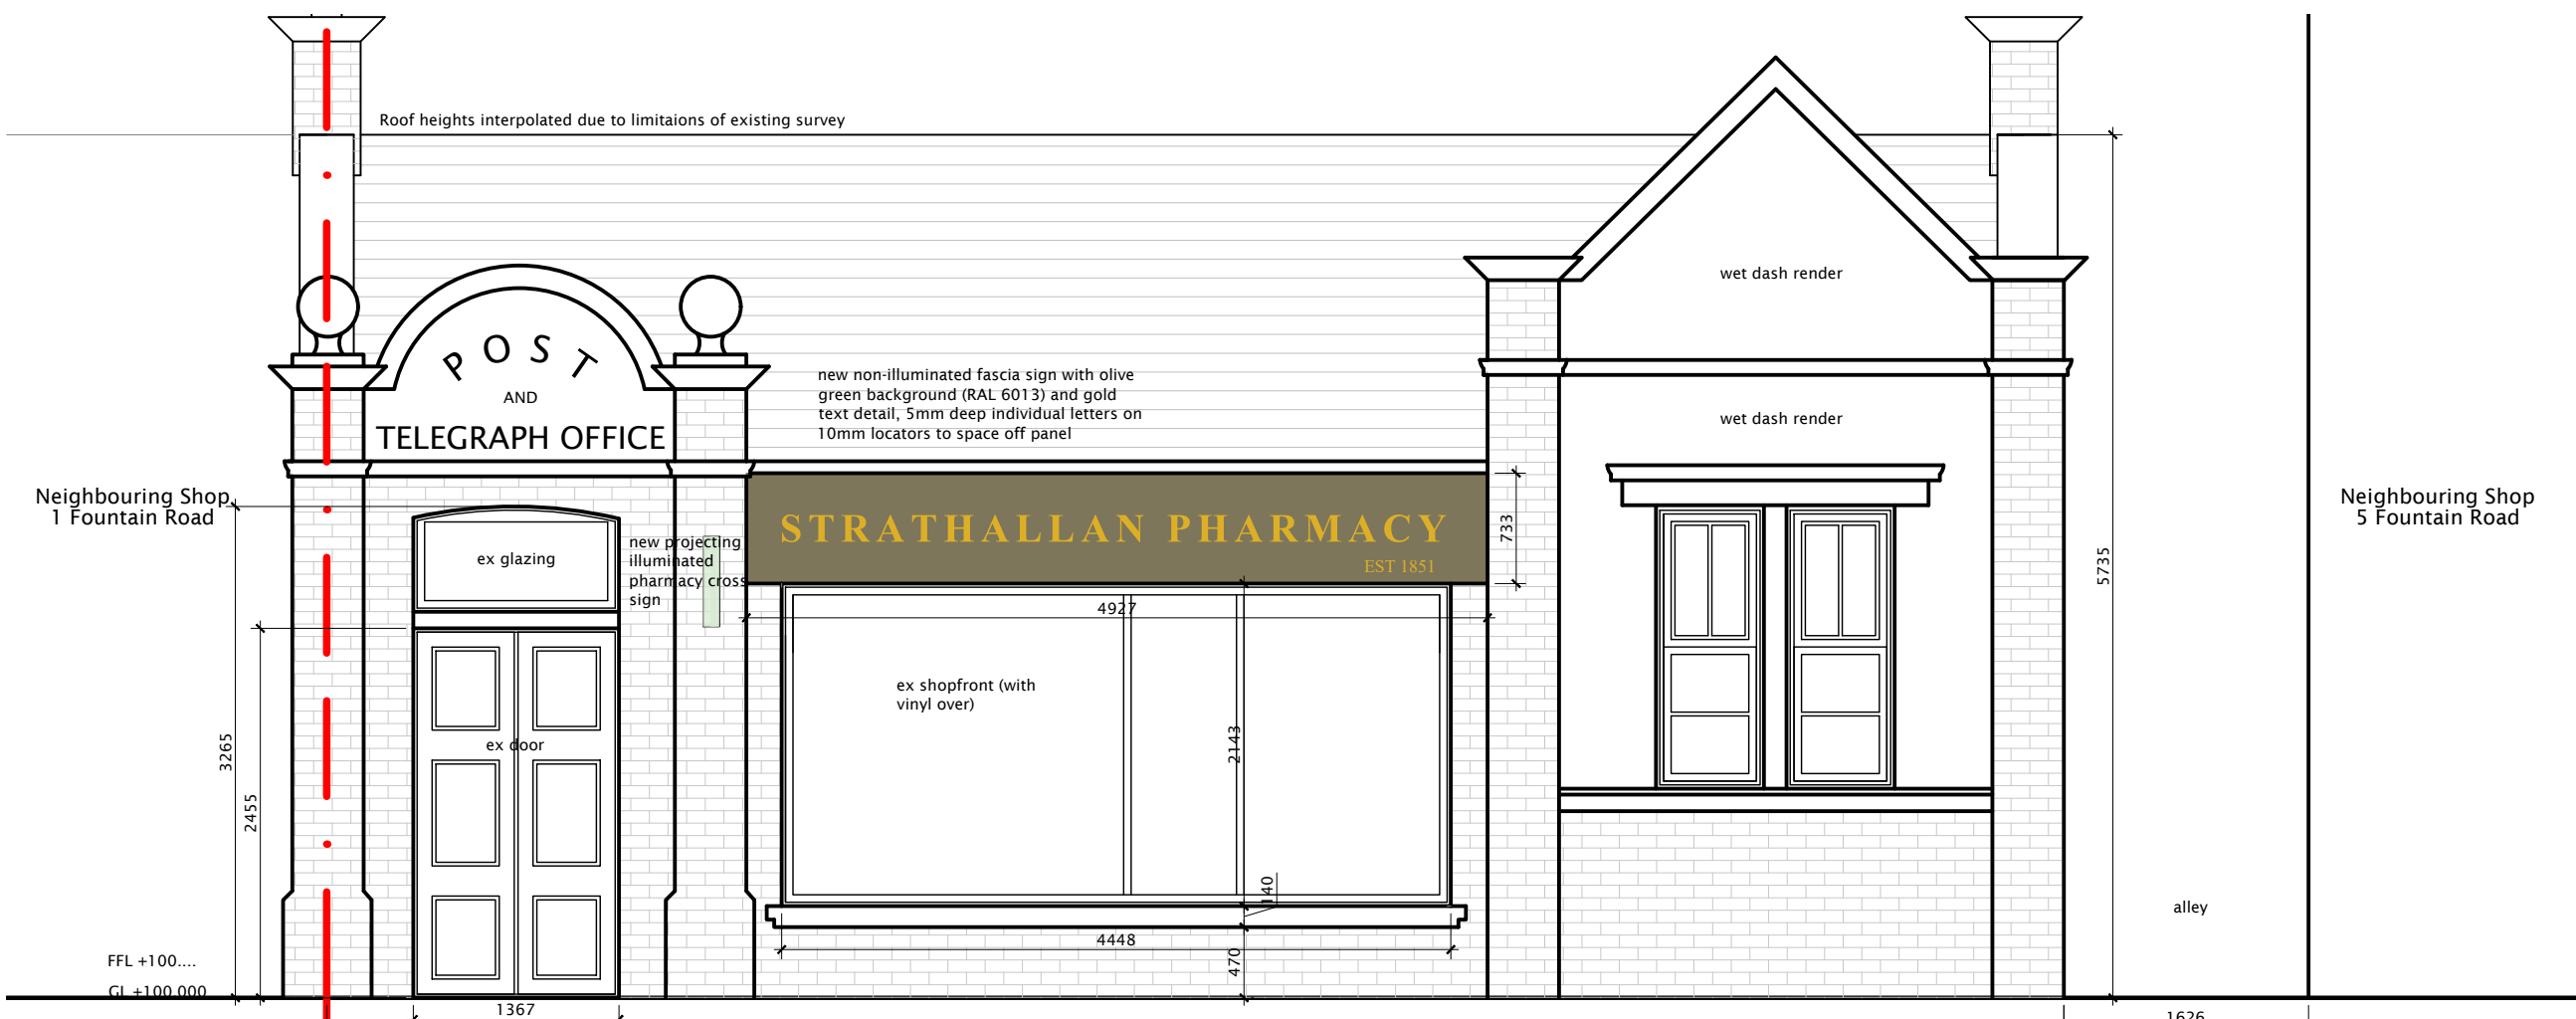 Roof heights interpolated due to limitaions of existing survey
POST
AND
TELEGRAPH OFFICE
new non-illuminated fascia sign with olive
green background (RAL 6013) and gold
text detail, 5mm deep individual letters on
10mm locators to space off panel
wet dash render
wet dash render
Neighbouring Shop
1 Fountain Road
Neighbouring Shop
5 Fountain Road
ex glazing
new projecting
illuminated
pharmacy cross
sign
STRATHALLAN PHARMACY
EST 1851
733
5735
4927
ex shopfront (with
vinyl over)
ex door
3265
2455
2143
140
4448
470
alley
FFL +100....
GL +100.000
1367
1626